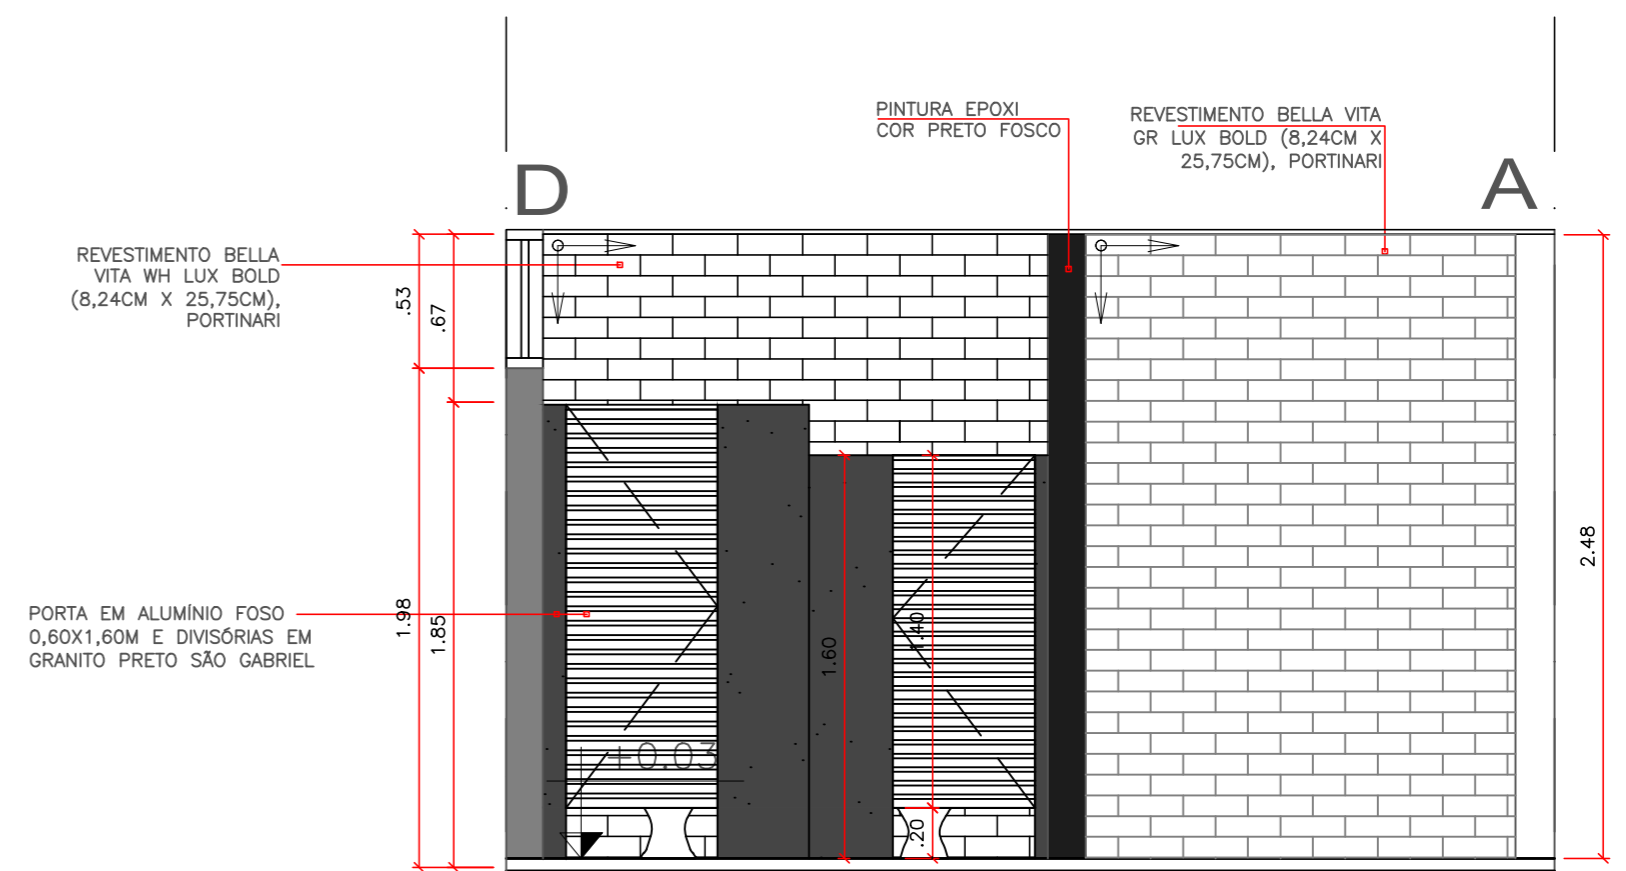 PINTURA EPOXI
COR PRETO FOSCO
REVESTIMENTO BELLA VITA
GR LUX BOLD (8,24CM X
25,75CM), PORTINARI
D
A
REVESTIMENTO BELLA
VITA WH LUX BOLD
(8,24CM X 25,75CM),
PORTINARI
.53
.67
2.48
PORTA EM ALUMÍNIO FOSO
0,60X1,60M E DIVISÓRIAS EM
GRANITO PRETO SÃO GABRIEL
1.98
1.85
1.60
1.40
+0.03
.20